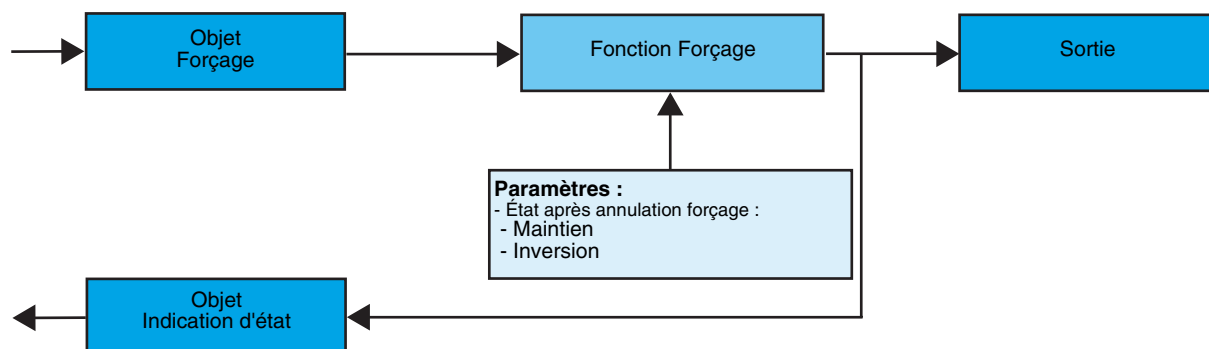 Objet
Forçage
Fonction Forçage
Sortie
Paramètres :
- État après annulation forçage :
- Maintien
- Inversion
Objet
Indication d'état